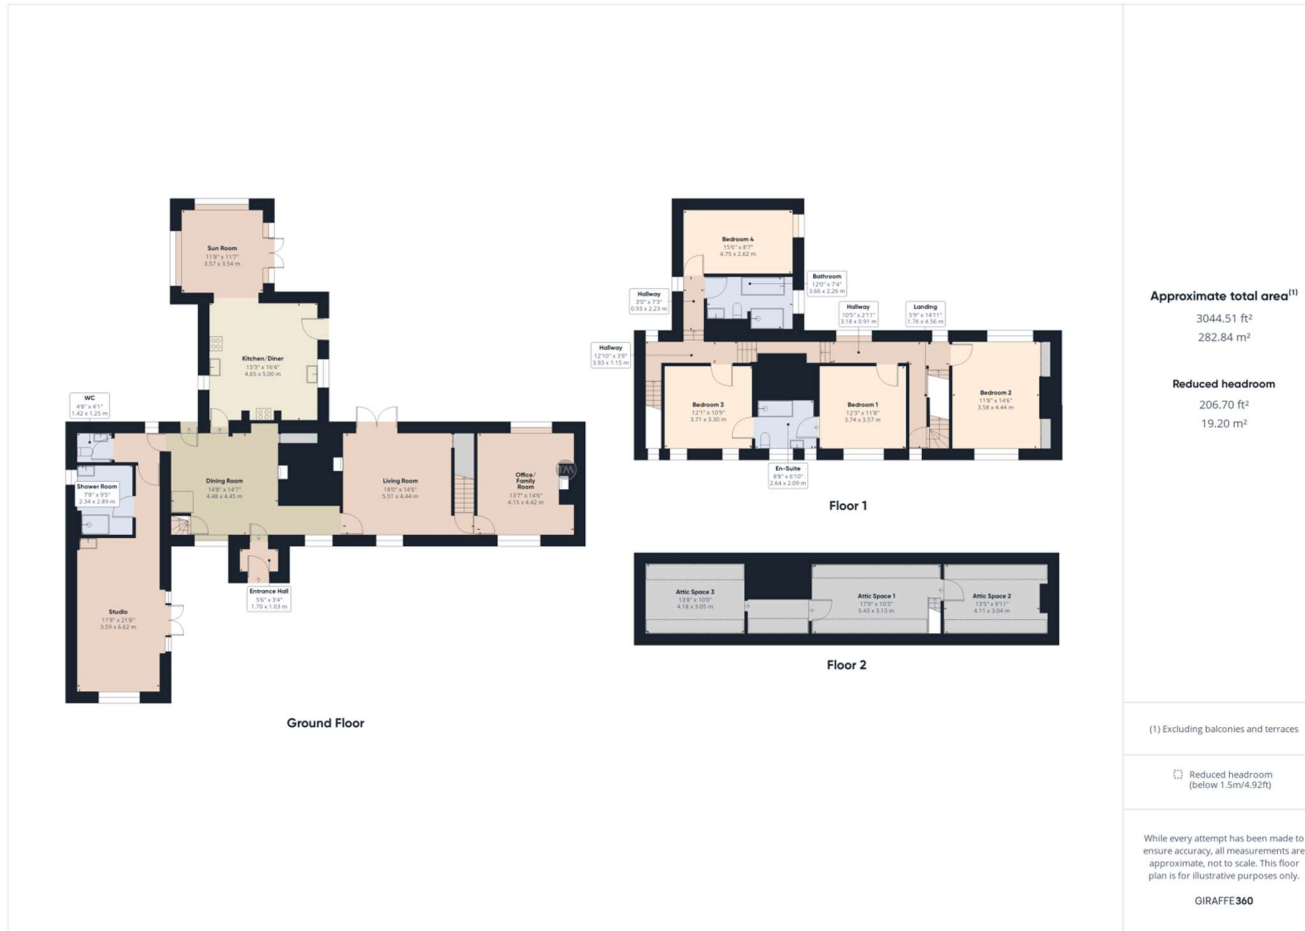 Sun Room
11'8" x 11'7"
3.57 x 3.54 m
Kitchen/Diner
15'3" x 16'4"
4.65 x 5.00 m
WC
4'8" x 4'1"
1.42 x 1.25 m
Shower Room
7'8" x 9'5"
2.34 x 2.89 m
Dining Room
14'8" x 14'7"
4.48 x 4.45 m
Living Room
18'0" x 14'6"
5.51 x 4.44 m
Office/
Family
Room
13'7" x 14'6"
4.15 x 4.42 m
Entrance Hall
5'6" x 3'4"
1.70 x 1.03 m
Studio
11'9" x 21'8"
3.59 x 6.62 m
Ground Floor
Bedroom 4
15'6" x 8'7"
4.75 x 2.62 m
Bathroom
12'0" x 7'4"
3.66 x 2.26 m
Hallway
3'0" x 7'3"
0.93 x 2.23 m
Hallway
10'5" x 2'11"
3.18 x 0.91 m
Landing
5'9" x 14'11"
1.76 x 4.56 m
Hallway
12'10" x 3'9"
3.93 x 1.15 m
Bedroom 3
12'1" x 10'9"
3.71 x 3.30 m
Bedroom 1
12'3" x 11'8"
3.74 x 3.57 m
Bedroom 2
11'8" x 14'6"
3.58 x 4.44 m
En-Suite
8'8" x 6'10"
2.64 x 2.09 m
Floor 1
Attic Space 3
13'8" x 10'0"
4.18 x 3.05 m
Attic Space 1
17'9" x 10'3"
5.43 x 3.13 m
Attic Space 2
13'5" x 9'11"
4.11 x 3.04 m
Floor 2
Approximate total area(1)
3044.51 ft²
282.84 m²
Reduced headroom
206.70 ft²
19.20 m²
(1) Excluding balconies and terraces
Reduced headroom
(below 1.5m/4.92ft)
While every attempt has been made to
ensure accuracy, all measurements are
approximate, not to scale. This floor
plan is for illustrative purposes only.
GIRAFFE360